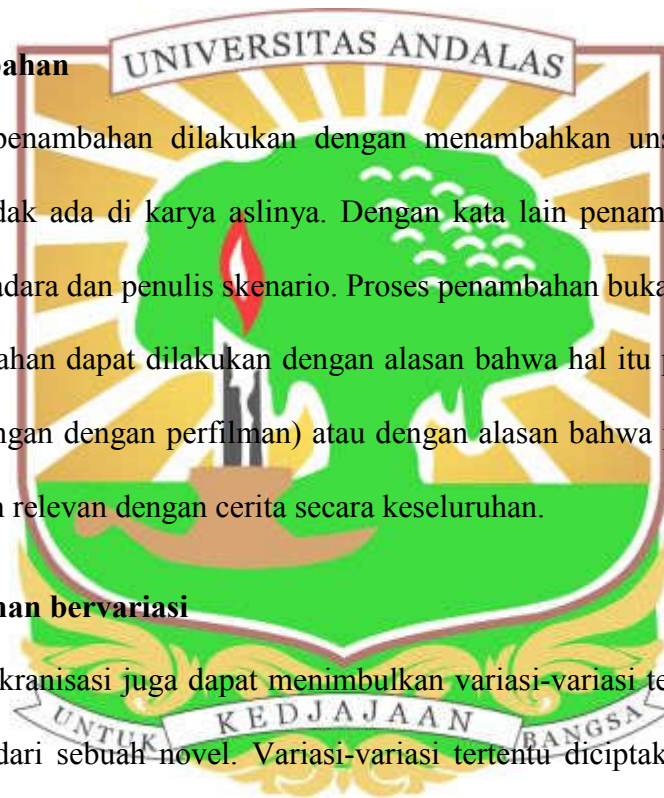 UNIVERSITAS ANDALAS
bahan
penambahan dilakukan dengan menambahkan uns
dak ada di karya aslinya. Dengan kata lain penam
adara dan penulis skenario. Proses penambahan buka
ahan dapat dilakukan dengan alasan bahwa hal itu p
ngan dengan perfilman) atau dengan alasan bahwa p
n relevan dengan cerita secara keseluruhan.
han bervariasi
kranisasi juga dapat menimbulkan variasi-variasi te
UNTUK KEDJAJAAN BANGSA
dari sebuah novel. Variasi-variasi tertentu diciptak